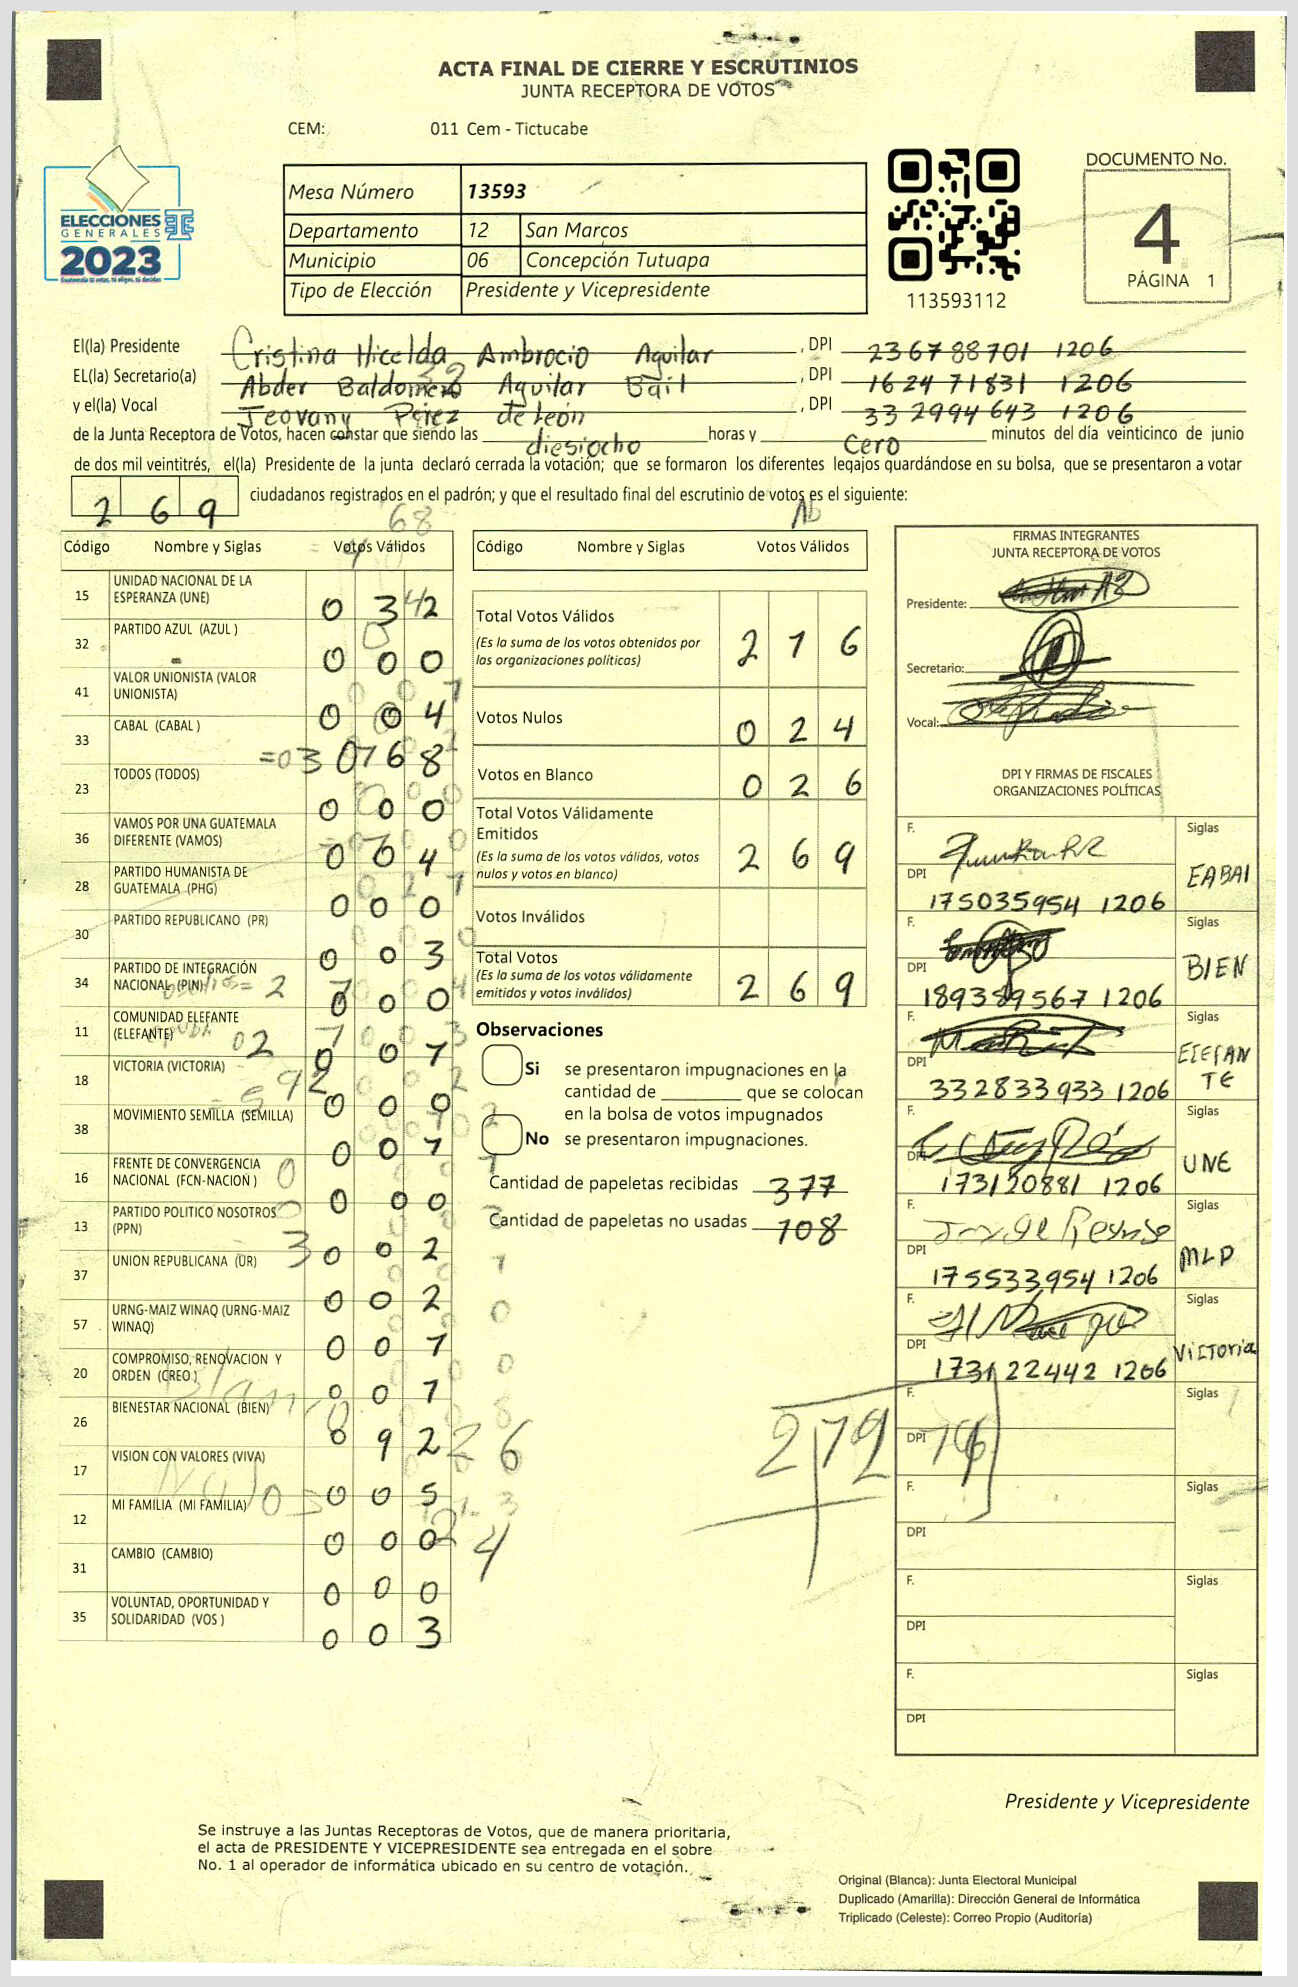 ACTA FINAL DE CIERRE Y ESCRUTINIOS
JUNTA RECEPTORA DE VOTOS
CEM: 011 Cem - Tictucabe
ELECCIONES
GENERALES
2023
Mesa Número 13593
Departamento 12 San Marcos
Municipio 06 Concepción Tutuapa
Tipo de Elección Presidente y Vicepresidente
113593112
DOCUMENTO No.
4
PÁGINA 1
El(la) Presidente Cristina Hicelda Ambrocio Aguilar, DPI 236788701 1206
EL(la) Secretario(a) Abder Baldomero Aguilar Bail, DPI 162471831 1206
y el(la) Vocal Jeovany Pérez de león, DPI 332994643 1206
de la Junta Receptora de Votos, hacen constar que siendo las diesiocho horas y Cero minutos del día veinticinco de junio
de dos mil veintitrés, el(la) Presidente de la junta declaró cerrada la votación; que se formaron los diferentes legajos guardándose en su bolsa, que se presentaron a votar
269 ciudadanos registrados en el padrón; y que el resultado final del escrutinio de votos es el siguiente:
68
Código Nombre y Siglas Votos Válidos
15 UNIDAD NACIONAL DE LA ESPERANZA (UNE) 0 3 2
32 PARTIDO AZUL (AZUL ) 0 0 0
41 VALOR UNIONISTA (VALOR UNIONISTA) 0 0 4
33 CABAL (CABAL ) 0 6 8
23 TODOS (TODOS) 0 0 0
36 VAMOS POR UNA GUATEMALA DIFERENTE (VAMOS) 0 0 4
28 PARTIDO HUMANISTA DE GUATEMALA (PHG) 0 0 0
30 PARTIDO REPUBLICANO (PR) 0 0 3
34 PARTIDO DE INTEGRACIÓN NACIONAL (PIN) 0 0 0
11 COMUNIDAD ELEFANTE (ELEFANTE) 0 0 7
18 VICTORIA (VICTORIA) 0 0 0
38 MOVIMIENTO SEMILLA (SEMILLA) 0 0 1
16 FRENTE DE CONVERGENCIA NACIONAL (FCN-NACION ) 0 0 0
13 PARTIDO POLITICO NOSOTROS (PPN) 0 0 2
37 UNION REPUBLICANA (UR) 0 0 2
57 URNG-MAIZ WINAQ (URNG-MAIZ WINAQ) 0 0 1
20 COMPROMISO, RENOVACION Y ORDEN (CREO ) 0 0 1
26 BIENESTAR NACIONAL (BIEN) 0 9 2
17 VISION CON VALORES (VIVA) 0 0 5
12 MI FAMILIA (MI FAMILIA) 0 0 0
31 CAMBIO (CAMBIO) 0 0 0
35 VOLUNTAD, OPORTUNIDAD Y SOLIDARIDAD (VOS ) 0 0 3
Código Nombre y Siglas Votos Válidos
Total Votos Válidos 2 1 6
(Es la suma de los votos obtenidos por
las organizaciones políticas)
Votos Nulos 0 2 4
Votos en Blanco 0 2 6
Total Votos Válidamente
Emitidos 2 6 9
(Es la suma de los votos válidos, votos
nulos y votos en blanco)
Votos Inválidos
Total Votos 2 6 9
(Es la suma de los votos válidamente
emitidos y votos inválidos)
Observaciones
Si se presentaron impugnaciones en la
cantidad de ________ que se colocan
en la bolsa de votos impugnados
No se presentaron impugnaciones.
Cantidad de papeletas recibidas 377
Cantidad de papeletas no usadas 108
FIRMAS INTEGRANTES
JUNTA RECEPTORA DE VOTOS
Presidente:
Secretario:
Vocal:
DPI Y FIRMAS DE FISCALES
ORGANIZACIONES POLÍTICAS
F. Siglas
DPI 175035954 1206 EABAI
F. Siglas
DPI 189389567 1206 BIEN
F. Siglas
DPI 332833933 1206 ElEFANTE
F. Siglas
DPI 173120881 1206 UNE
F. Siglas
DPI 175533954 1206 MLP
F. Siglas
DPI 173122442 1206 VicToria
F. Siglas
DPI
F. Siglas
DPI
F. Siglas
DPI
F. Siglas
DPI
Presidente y Vicepresidente
Se instruye a las Juntas Receptoras de Votos, que de manera prioritaria,
el acta de PRESIDENTE Y VICEPRESIDENTE sea entregada en el sobre
No. 1 al operador de informática ubicado en su centro de votación.
Original (Blanca): Junta Electoral Municipal
Duplicado (Amarilla): Dirección General de Informática
Triplicado (Celeste): Correo Propio (Auditoría)